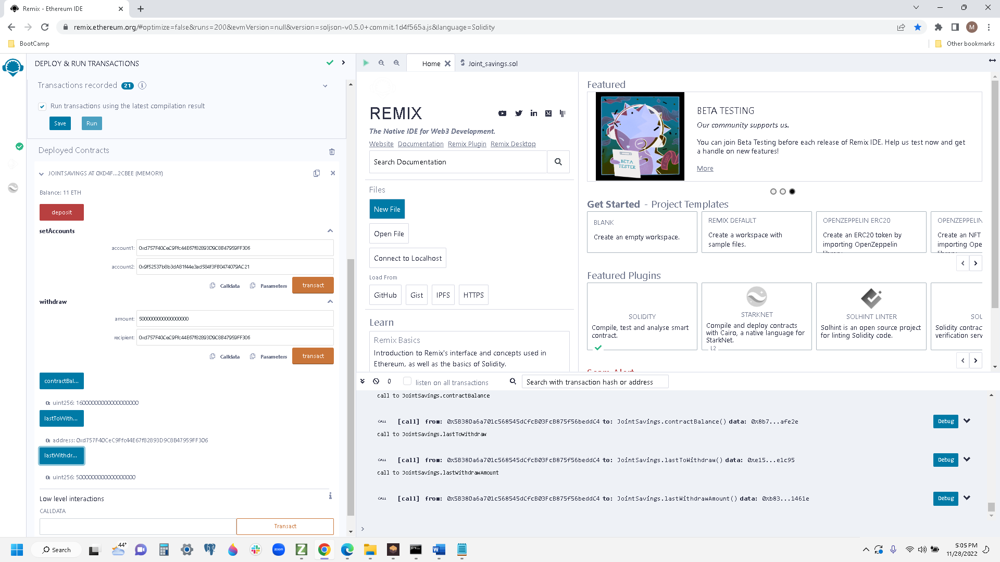 Remix - Ethereum IDE
remix.ethereum.org/#optimize=false&runs=200&evmVersion=null&version=soljson-v0.5.0+commit.1d4f565a.js&language=Solidity
M
BootCamp
Other bookmarks
DEPLOY & RUN TRANSACTIONS
Transactions recorded 21
Run transactions using the latest compilation result
Save
Run
Deployed Contracts
JOINTSAVINGS AT 0XD4F...2CBEE (MEMORY)
Balance: 11 ETH
deposit
setAccounts
account1: 0xd757F40CeC9Ffc44E67f82893D9C8B47959FF306
account2: 0x9f52537b8b3dA81f44e3ad584f3FB0474079AC21
Calldata
Parameters
transact
withdraw
amount: 5000000000000000000
recipient: 0xd757F40CeC9Ffc44E67f82893D9C8B47959FF306
Calldata
Parameters
transact
contractBal...
0: uint256: 16000000000000000000
lastToWith...
0: address: 0xd757F40CeC9Ffc44E67f82893D9C8B47959FF306
lastWithdr...
0: uint256: 5000000000000000000
Low level interactions
CALLDATA
Transact
Home
Joint_savings.sol
REMIX
The Native IDE for Web3 Development.
Website Documentation Remix Plugin Remix Desktop
Search Documentation
Files
New File
Open File
Connect to Localhost
Load From
GitHub
Gist
IPFS
HTTPS
Learn
Remix Basics
Introduction to Remix's interface and concepts used in
Ethereum, as well as the basics of Solidity.
Featured
BETA TESTER
BETA TESTING
Our community supports us.
You can join Beta Testing before each release of Remix IDE. Help us test now and get
a handle on new features!
More
Get Started - Project Templates
BLANK
Create an empty workspace.
REMIX DEFAULT
Create a workspace with
sample files.
OPENZEPPELIN ERC20
Create an ERC20 token by
importing OpenZeppelin
library.
OPENZEPPELIN
Create an NFT
importing Ope
Featured Plugins
SOLIDITY
Compile, test and analyse smart
contract.
STARKNET
Compile and deploy contracts
with Cairo, a native language for
StarkNet.
L2
SOLHINT LINTER
Solhint is an open source project
for linting Solidity code.
SOU
Solidity contrac
verification serv
Scam Alert
0
listen on all transactions
Search with transaction hash or address
call to JointSavings.contractBalance
CALL [call] from: 0x5B38Da6a701c568545dCfcB03FcB875f56beddC4 to: JointSavings.contractBalance() data: 0x8b7...afe2e
Debug
call to JointSavings.lastToWithdraw
CALL [call] from: 0x5B38Da6a701c568545dCfcB03FcB875f56beddC4 to: JointSavings.lastToWithdraw() data: 0xe15...e1c95
Debug
call to JointSavings.lastWithdrawAmount
CALL [call] from: 0x5B38Da6a701c568545dCfcB03FcB875f56beddC4 to: JointSavings.lastWithdrawAmount() data: 0xb83...1461e
Debug
>
Search
44°
zoom
5:05 PM
11/28/2022